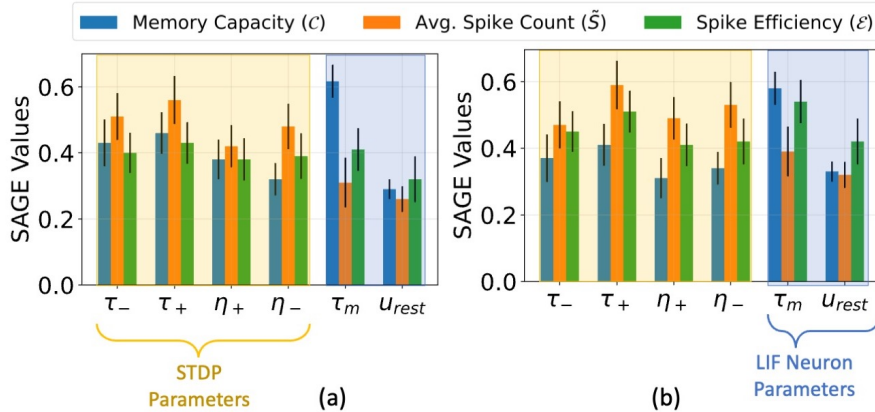 Memory Capacity (𝒞) Avg. Spike Count (S̃) Spike Efficiency (ℰ)
SAGE Values
0.6
0.4
0.2
0.0
τ₋ τ₊ η₊ η₋ τₘ u_rest
STDP
Parameters
(a)
SAGE Values
0.6
0.4
0.2
0.0
τ₋ τ₊ η₊ η₋ τₘ u_rest
LIF Neuron
Parameters
(b)